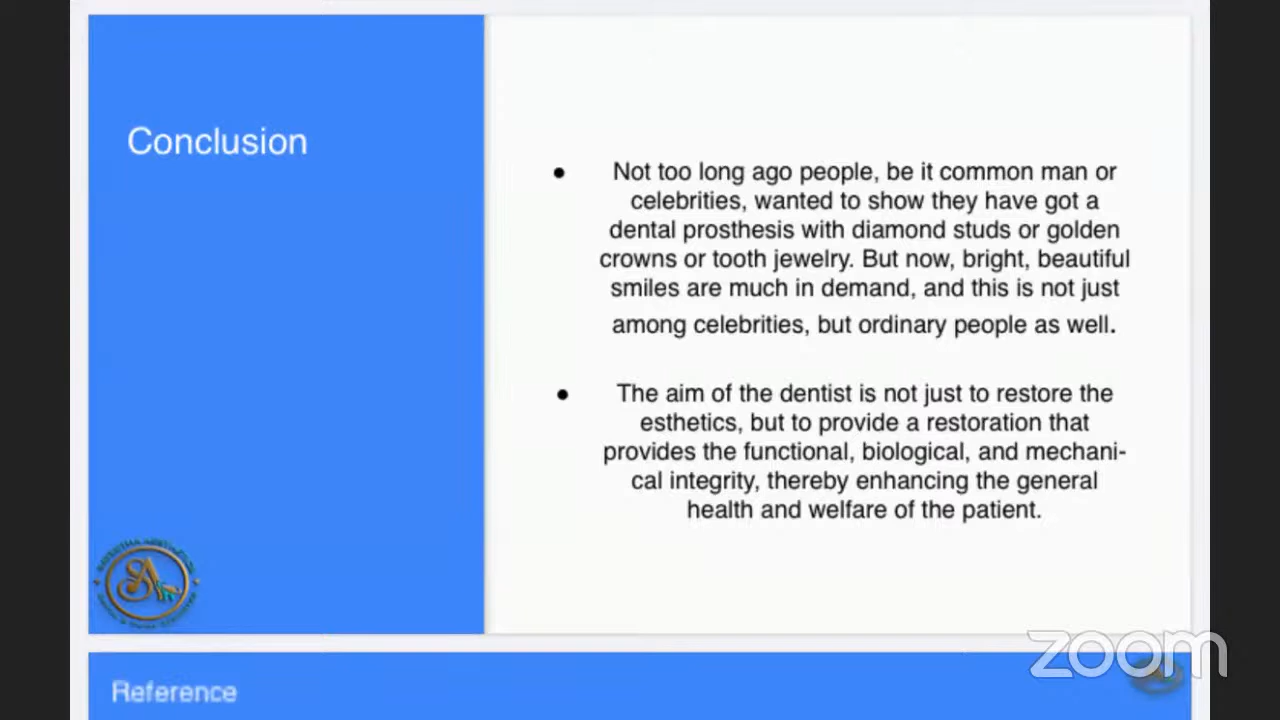 Conclusion
● Not too long ago people, be it common man or
celebrities, wanted to show they have got a
dental prosthesis with diamond studs or golden
crowns or tooth jewelry. But now, bright, beautiful
smiles are much in demand, and this is not just
among celebrities, but ordinary people as well.
● The aim of the dentist is not just to restore the
esthetics, but to provide a restoration that
provides the functional, biological, and mechani-
cal integrity, thereby enhancing the general
health and welfare of the patient.
zoom
Reference